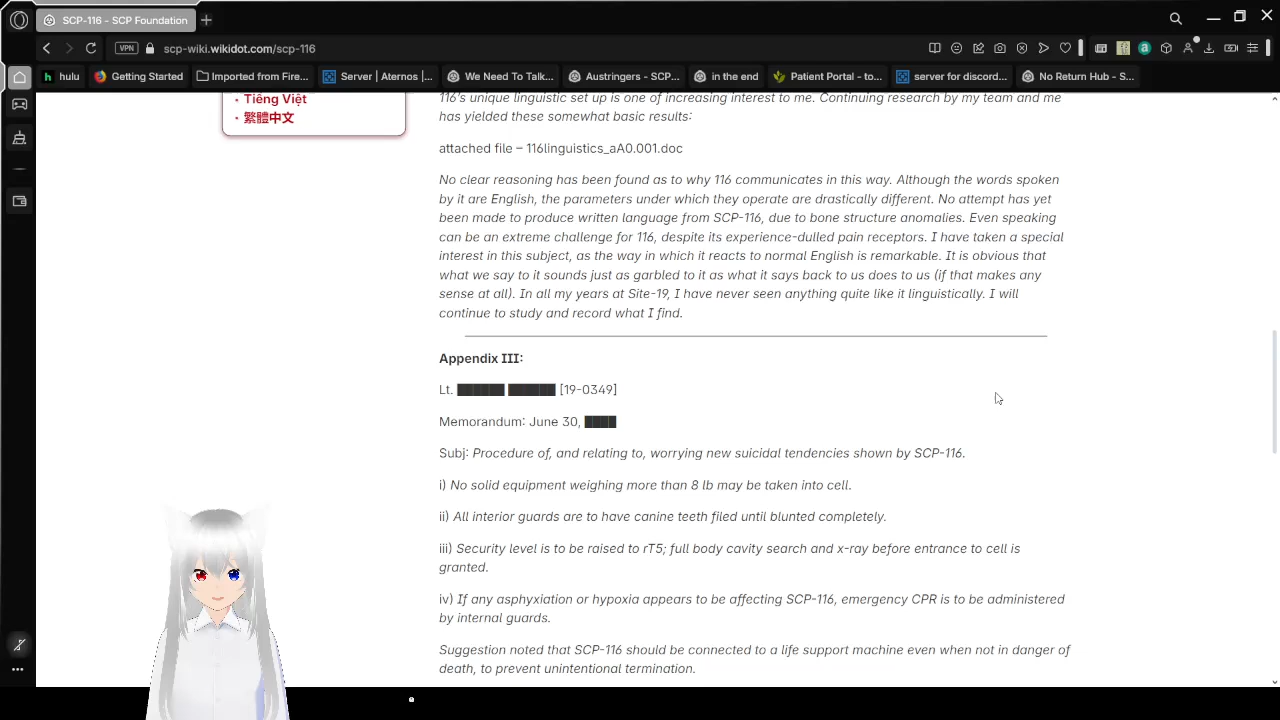 SCP-116 - SCP Foundation
VPN scp-wiki.wikidot.com/scp-116
hulu Getting Started Imported from Fire... Server | Aternos |... We Need To Talk... Austringers - SCP... in the end Patient Portal - to... server for discord... No Return Hub - S...
Tiếng Việt
繁體中文
116's unique linguistic set up is one of increasing interest to me. Continuing research by my team and me
has yielded these somewhat basic results:
attached file – 116linguistics_aA0.001.doc
No clear reasoning has been found as to why 116 communicates in this way. Although the words spoken
by it are English, the parameters under which they operate are drastically different. No attempt has yet
been made to produce written language from SCP-116, due to bone structure anomalies. Even speaking
can be an extreme challenge for 116, despite its experience-dulled pain receptors. I have taken a special
interest in this subject, as the way in which it reacts to normal English is remarkable. It is obvious that
what we say to it sounds just as garbled to it as what it says back to us does to us (if that makes any
sense at all). In all my years at Site-19, I have never seen anything quite like it linguistically. I will
continue to study and record what I find.
Appendix III:
Lt. ██████ ██████ [19-0349]
Memorandum: June 30, ████
Subj: Procedure of, and relating to, worrying new suicidal tendencies shown by SCP-116.
i) No solid equipment weighing more than 8 lb may be taken into cell.
ii) All interior guards are to have canine teeth filed until blunted completely.
iii) Security level is to be raised to rT5; full body cavity search and x-ray before entrance to cell is
granted.
iv) If any asphyxiation or hypoxia appears to be affecting SCP-116, emergency CPR is to be administered
by internal guards.
Suggestion noted that SCP-116 should be connected to a life support machine even when not in danger of
death, to prevent unintentional termination.